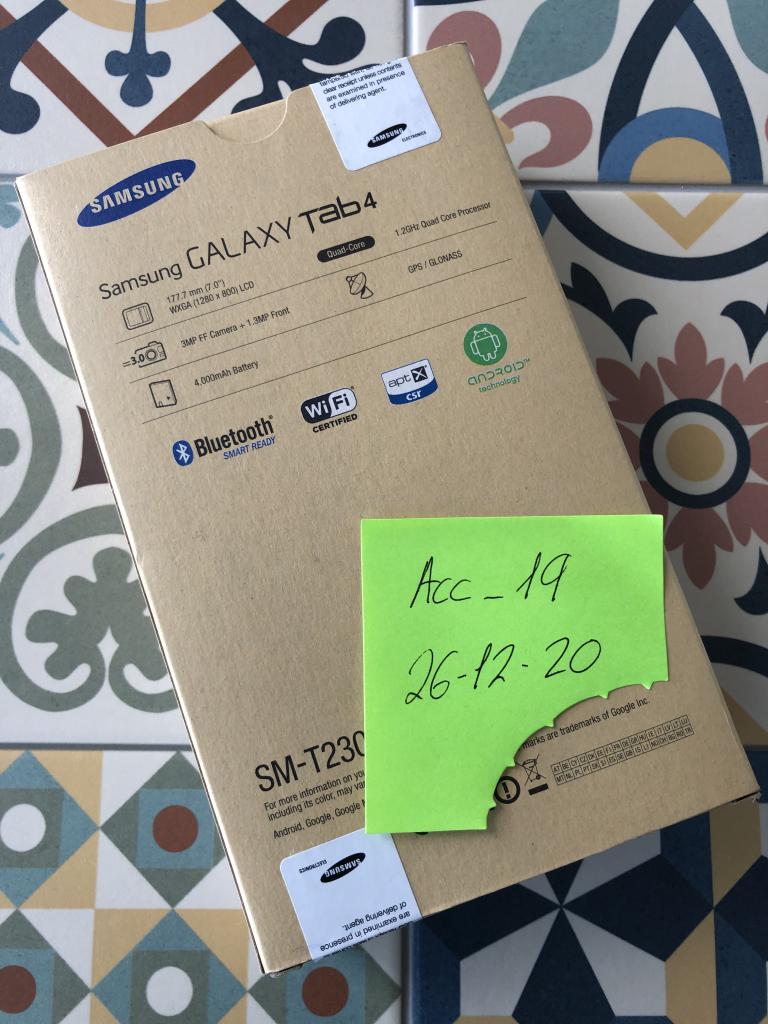 tampered
clear receipt unless contents
are examined in presence
of delivering agent.
SAMSUNG
ELECTRONICS
SAMSUNG
Samsung GALAXY Tab4
177.7 mm (7.0")
WXGA (1280 x 800) LCD
Quad-Core
1.2GHz Quad Core Processor
3.0
3MP FF Camera + 1.3MP Front
GPS / GLONASS
4,000mAh Battery
Bluetooth®
SMART READY
WiFi
CERTIFIED
aptX
CSR
ANDROID™
technology
Acc_19
26-12-20
SM-T230
For more information on
including its color, may
Android, Google, Google
marks are trademarks of Google Inc.
SAMSUNG
ELECTRONICS
are examined in presence
of delivering agent.